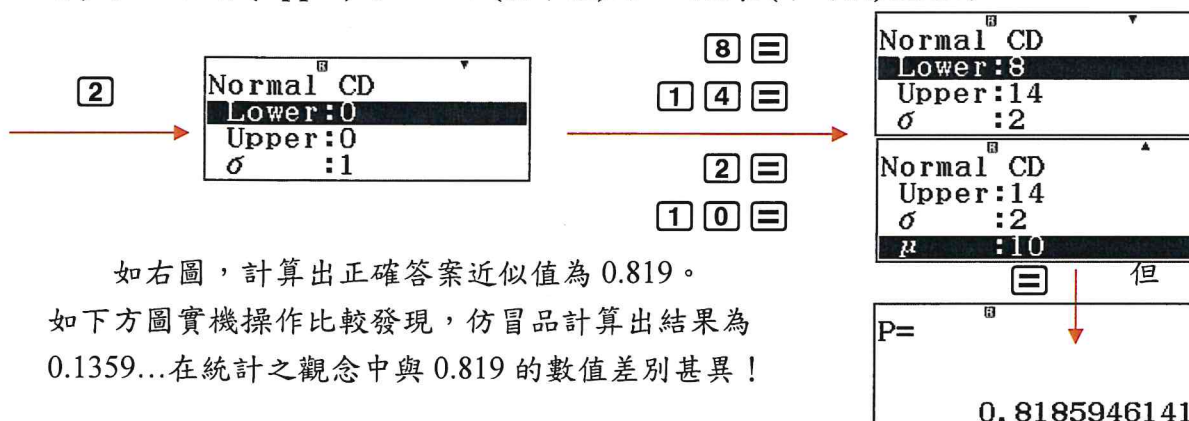 2
Normal CD
Lower:0
Upper:0
σ :1
8 =
1 4 =
2 =
1 0 =
Normal CD
Lower:8
Upper:14
σ :2
Normal CD
Upper:14
σ :2
μ :10
= 但
P=
0.8185946141
如右圖,計算出正確答案近似值為 0.819。
如下方圖實機操作比較發現,仿冒品計算出結果為
0.1359…在統計之觀念中與 0.819 的數值差別甚異!